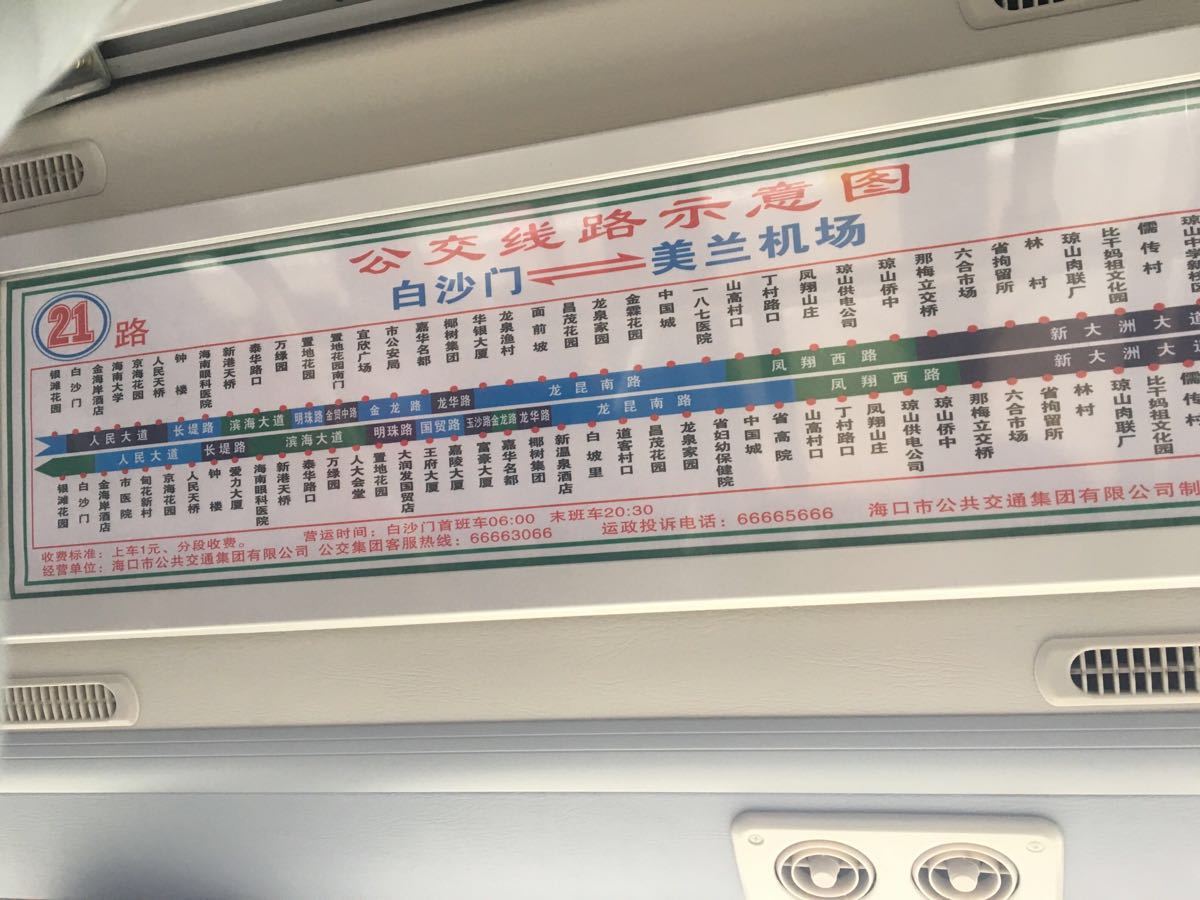 公交线路示意图
白沙门 美兰机场
21路
银滩花园
白沙门
金海岸酒店
海南大学
京海花园
人民天桥
钟楼
海南眼科医院
新港天桥
泰华路口
万绿园
置地花园
置地花园南门
宜欣广场
市公安局
嘉华名都
椰树集团
华银大厦
龙泉渔村
面前坡
昌茂花园
龙泉家园
金霖花园
中国城
一八七医院
山高村口
丁村路口
凤翔山庄
琼山供电公司
琼山侨中
那梅立交桥
六合市场
省拘留所
林村
琼山肉联厂
比干妈祖文化园
儒传村
人民大道 长堤路 滨海大道 明珠路 金贸中路 金龙路 龙华路 龙昆南路 凤翔西路 新大洲大道
人民大道 长堤路 滨海大道 明珠路 国贸路 玉沙路 金龙路 龙华路 龙昆南路 凤翔西路 新大洲大道
银滩花园
白沙门
金海岸酒店
市医院
甸花新村
京海花园
人民天桥
钟楼
爱力大厦
海南眼科医院
新港天桥
泰华路口
万绿园
人大会堂
置地花园
大润发国贸店
王府大厦
嘉陵大厦
富豪大厦
嘉华名都
椰树集团
新温泉酒店
白坡里
道客村口
昌茂花园
龙泉家园
省妇幼保健院
中国城
省高院
山高村口
丁村路口
凤翔山庄
琼山供电公司
琼山侨中
那梅立交桥
六合市场
省拘留所
林村
琼山肉联厂
比干妈祖文化园
收费标准：上车1元、分段收费。 营运时间：白沙门首班车06:00 末班车20:30
经营单位：海口市公共交通集团有限公司 公交集团客服热线：66663066 运政投诉电话：66665666 海口市公共交通集团有限公司制